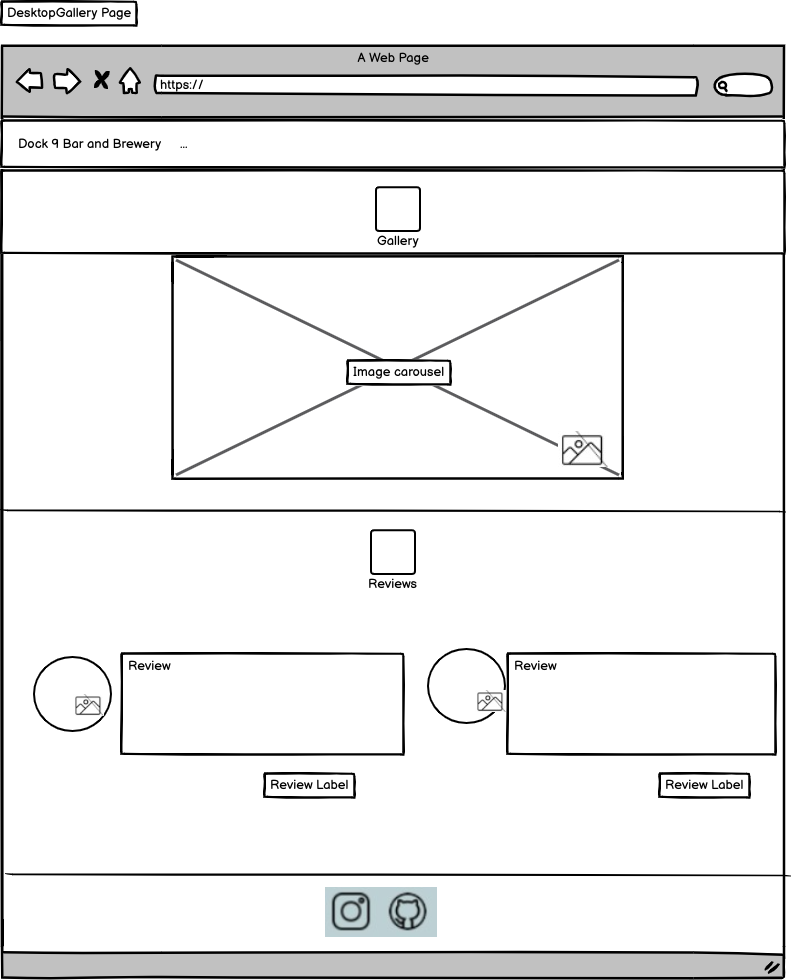 DesktopGallery Page
A Web Page
https://
Dock 9 Bar and Brewery ...
Gallery
Image carousel
Reviews
Review
Review
Review Label
Review Label